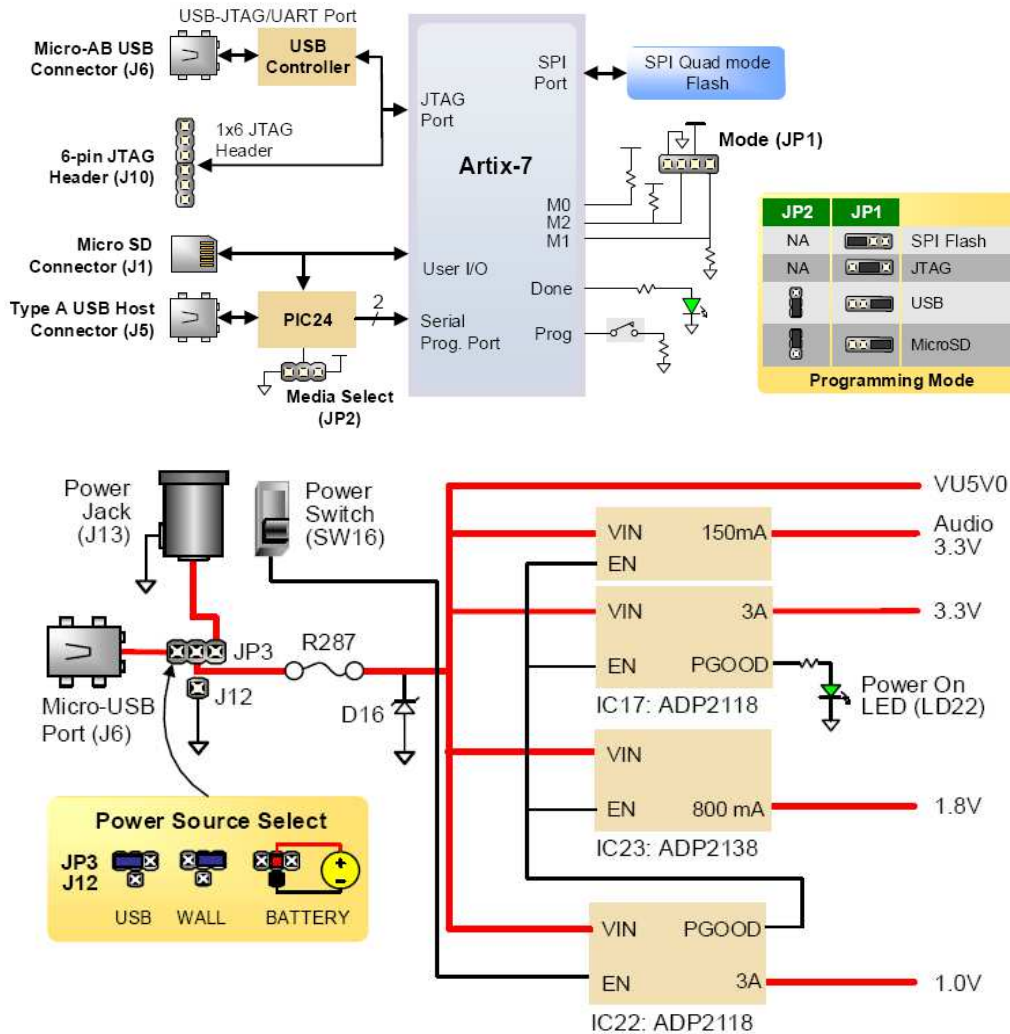 USB-JTAG/UART Port
Micro-AB USB
Connector (J6)
USB
Controller
SPI
Port
SPI Quad mode
Flash
JTAG
Port
1x6 JTAG
Header
6-pin JTAG
Header (J10)
Artix-7
Mode (JP1)
M0
M2
M1
Micro SD
Connector (J1)
User I/O
Type A USB Host
Connector (J5)
PIC24
2
Serial
Prog. Port
Done
Prog
Media Select
(JP2)
JP2 JP1
NA SPI Flash
NA JTAG
USB
MicroSD
Programming Mode
Power
Jack
(J13)
Power
Switch
(SW16)
VU5V0
VIN 150mA
EN
Audio
3.3V
VIN 3A
EN PGOOD
3.3V
IC17: ADP2118
Power On
LED (LD22)
JP3
R287
J12
D16
Micro-USB
Port (J6)
VIN
EN 800 mA
1.8V
IC23: ADP2138
Power Source Select
JP3
J12
+
–
USB WALL BATTERY
VIN PGOOD
EN 3A
1.0V
IC22: ADP2118